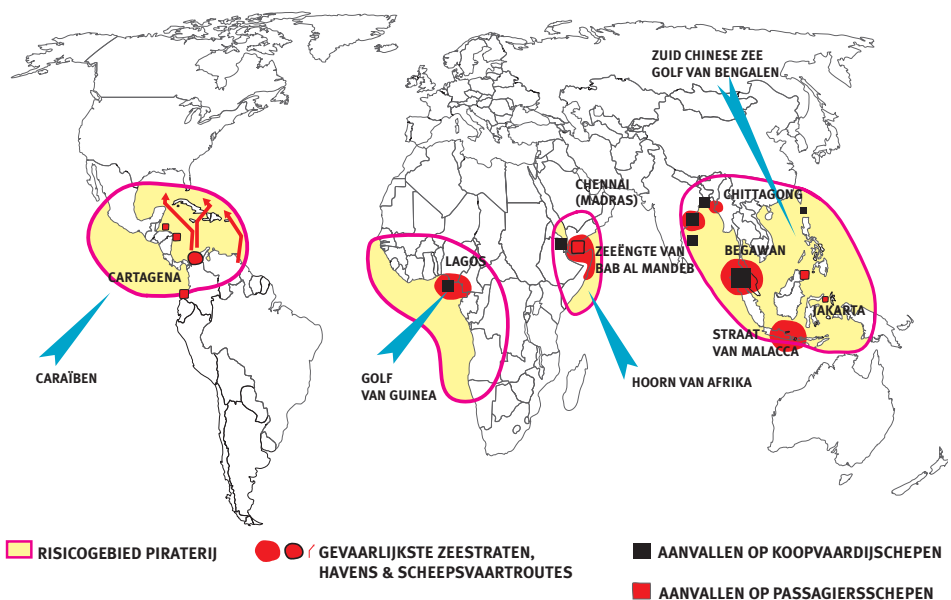 ZUID CHINESE ZEE
GOLF VAN BENGALEN
CHENNAI
(MADRAS)
CHITTAGONG
ZEEËNGTE VAN
BAB AL MANDEB
BEGAWAN
LAGOS
CARTAGENA
JAKARTA
STRAAT
VAN MALACCA
CARAÏBEN
GOLF
VAN GUINEA
HOORN VAN AFRIKA
RISICOGEBIED PIRATERIJ
GEVAARLIJKSTE ZEESTRATEN,
HAVENS & SCHEEPSVAARTROUTES
AANVALLEN OP KOOPVAARDIJSCHEPEN
AANVALLEN OP PASSAGIERSSCHEPEN